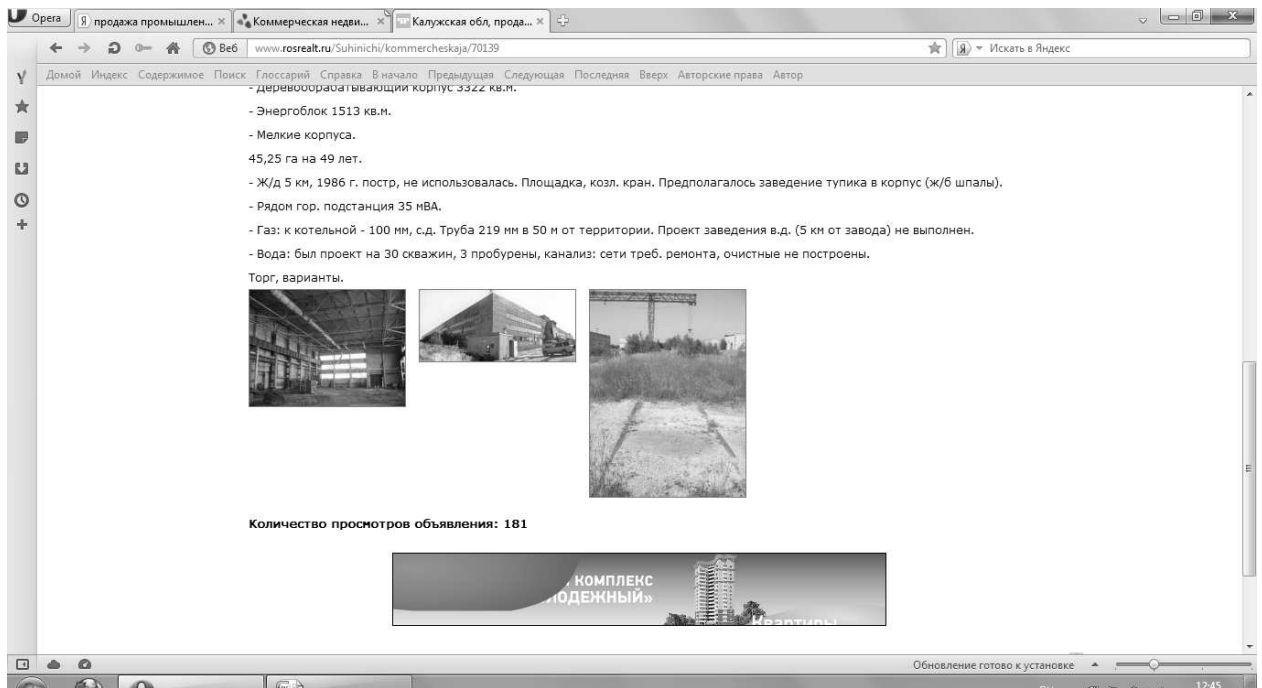 Opera
продажа промышлен...
Коммерческая недви...
Калужская обл, прода...
Веб
www.rosrealt.ru/Suhinichi/kommercheskaja/70139
Искать в Яндекс
Домой Индекс Содержимое Поиск Глоссарий Справка В начало Предыдущая Следующая Последняя Вверх Авторские права Автор
- Деревообрабатывающий корпус 3322 кв.м.
- Энергоблок 1513 кв.м.
- Мелкие корпуса.
45,25 га на 49 лет.
- Ж/д 5 км, 1986 г. постр, не использовалась. Площадка, козл. кран. Предполагалось заведение тупика в корпус (ж/б шпалы).
- Рядом гор. подстанция 35 мВА.
- Газ: к котельной - 100 мм, с.д. Труба 219 мм в 50 м от территории. Проект заведения в.д. (5 км от завода) не выполнен.
- Вода: был проект на 30 скважин, 3 пробурены, канализ: сети треб. ремонта, очистные не построены.
Торг, варианты.
Количество просмотров объявления: 181
КОМПЛЕКС
ЛОДЕЖНЫЙ»
Квартиры
Обновление готово к установке
12:45